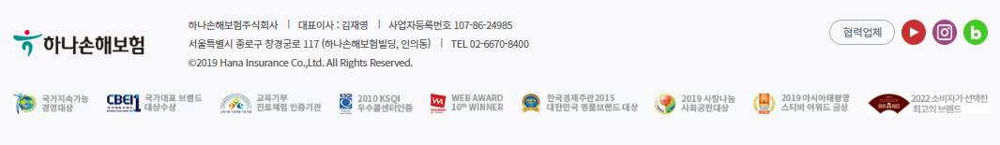 하나손해보험
하나손해보험주식회사 | 대표이사 : 김재영 | 사업자등록번호 107-86-24985
서울특별시 종로구 창경궁로 117 (하나손해보험빌딩, 인의동) | TEL 02-6670-8400
©2019 Hana Insurance Co.,Ltd. All Rights Reserved.
협력업체
b
국가지속가능
경영대상
CBEI1
국가대표 브랜드
대상수상
교육기부
진로체험 인증기관
KSQI
2010 KSQI
우수콜센터인증
WA
WEB AWARD
10th WINNER
한국경제주관2015
대한민국 명품브랜드 대상
2019 사랑나눔
사회공헌대상
2019 아시아태평양
스티비 어워드 금상
BRAND
2022 소비자가 선택한
최고의 브랜드